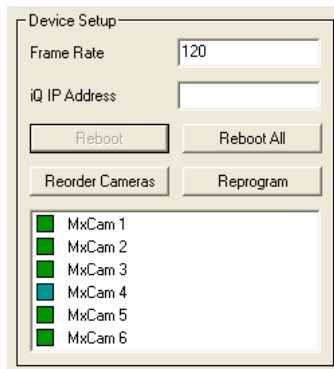 Device Setup
Frame Rate 120
iQ IP Address
Reboot Reboot All
Reorder Cameras Reprogram
MxCam 1
MxCam 2
MxCam 3
MxCam 4
MxCam 5
MxCam 6